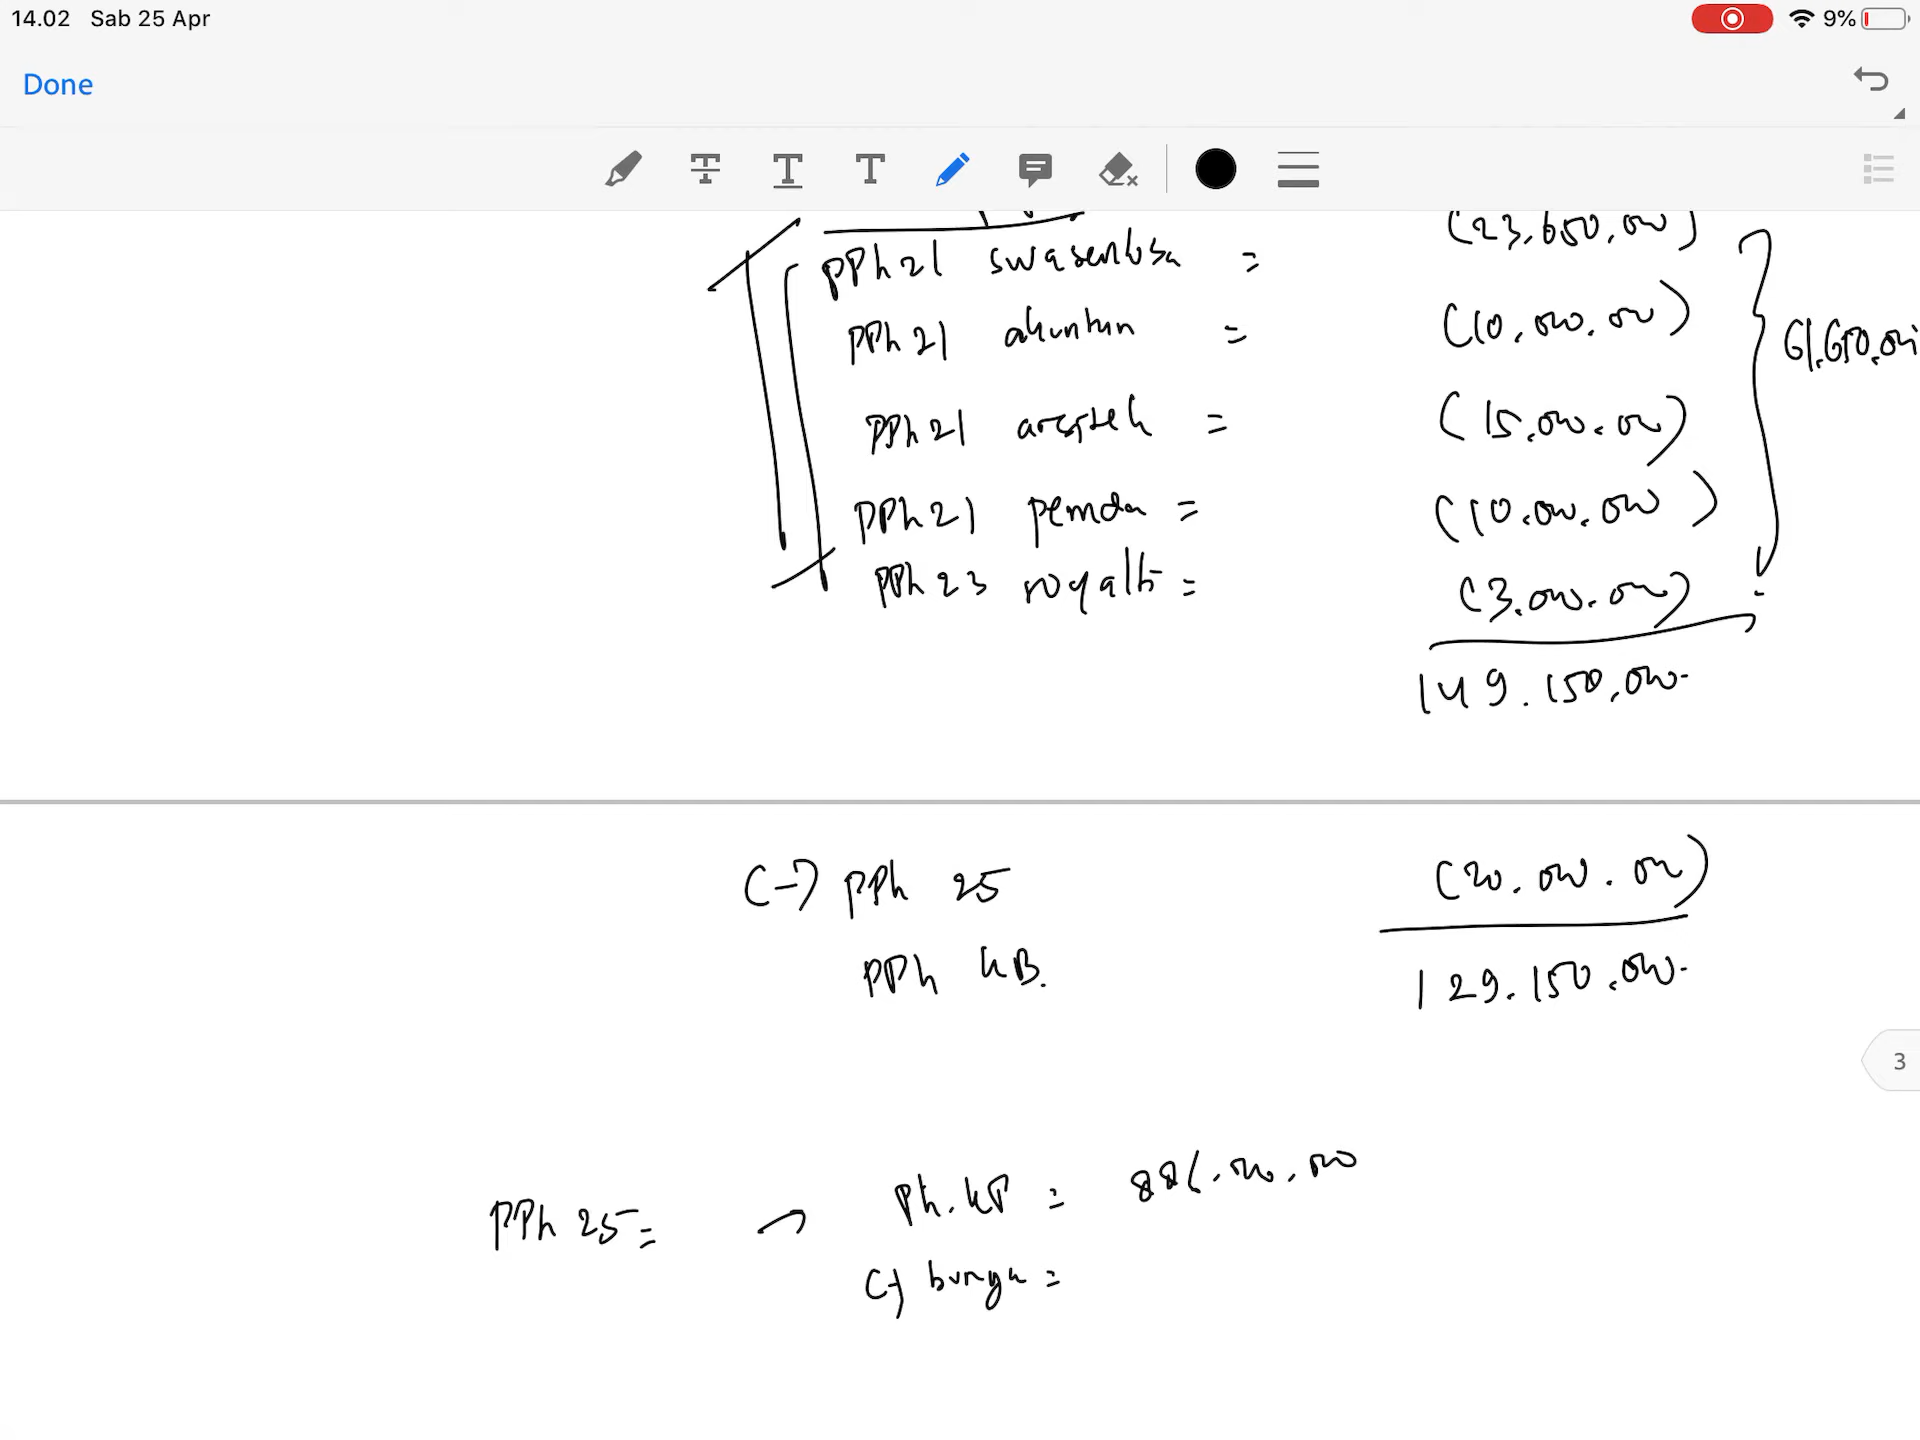 14.02 Sab 25 Apr 9%
Done
(23.650.000)
PPh 21 swasentosa =
PPh 21 akuntan = (10.000.000) 61.650.000
PPh 21 arsitek = (15.000.000)
PPh 21 pemda = (10.000.000)
PPh 23 royalti = (3.000.000)
149.150.000.
(-) PPh 25 (20.000.000)
PPh KB. 129.150.000.
3
PPh 25 = Ph. KP = 886.000.000
(-) bunga =